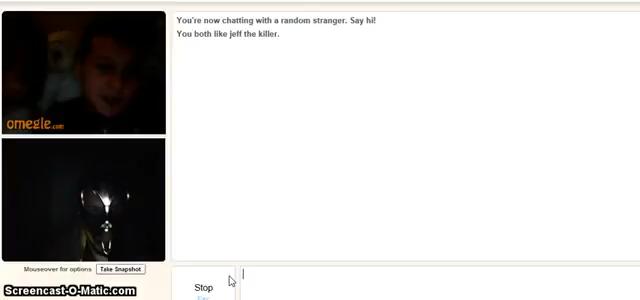 You're now chatting with a random stranger. Say hi!
You both like jeff the killer.
omegle.com
Mouseover for options
Take Snapshot
Stop
Esc
Screencast-O-Matic.com